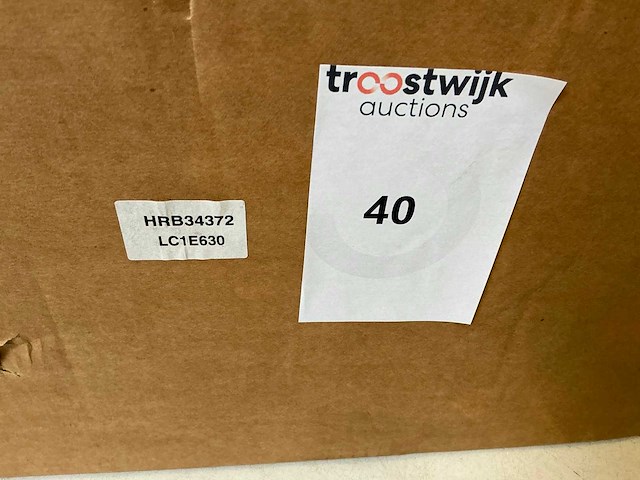 troostwijk
auctions
40
HRB34372
LC1E630